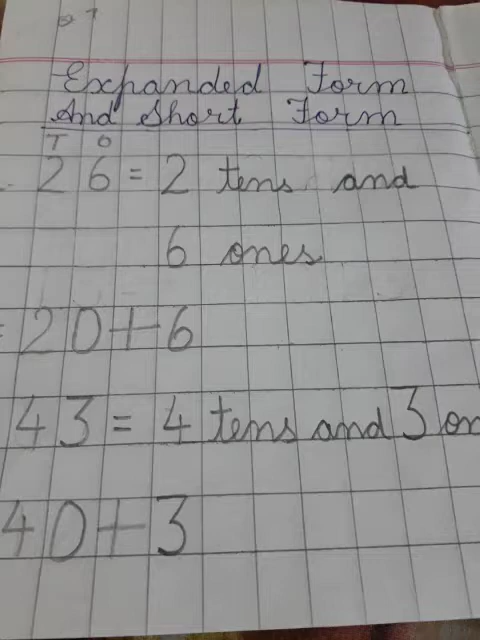 Expanded Form
And Short Form
T O
26 = 2 tens and
6 ones
= 20+6
43 = 4 tens and 3 on
40+3